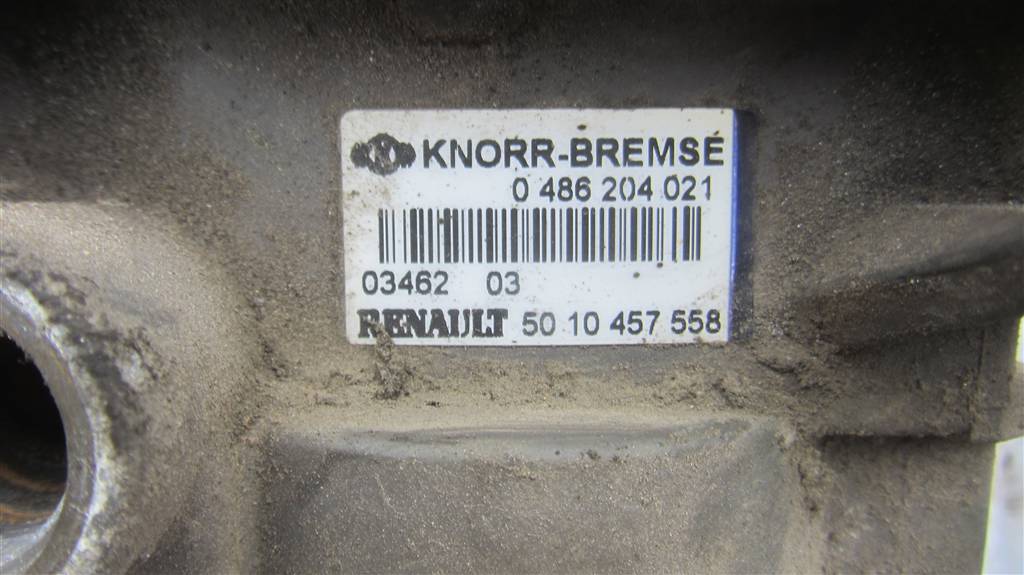 KNORR-BREMSE
0 486 204 021
03462 03
RENAULT 50 10 457 558